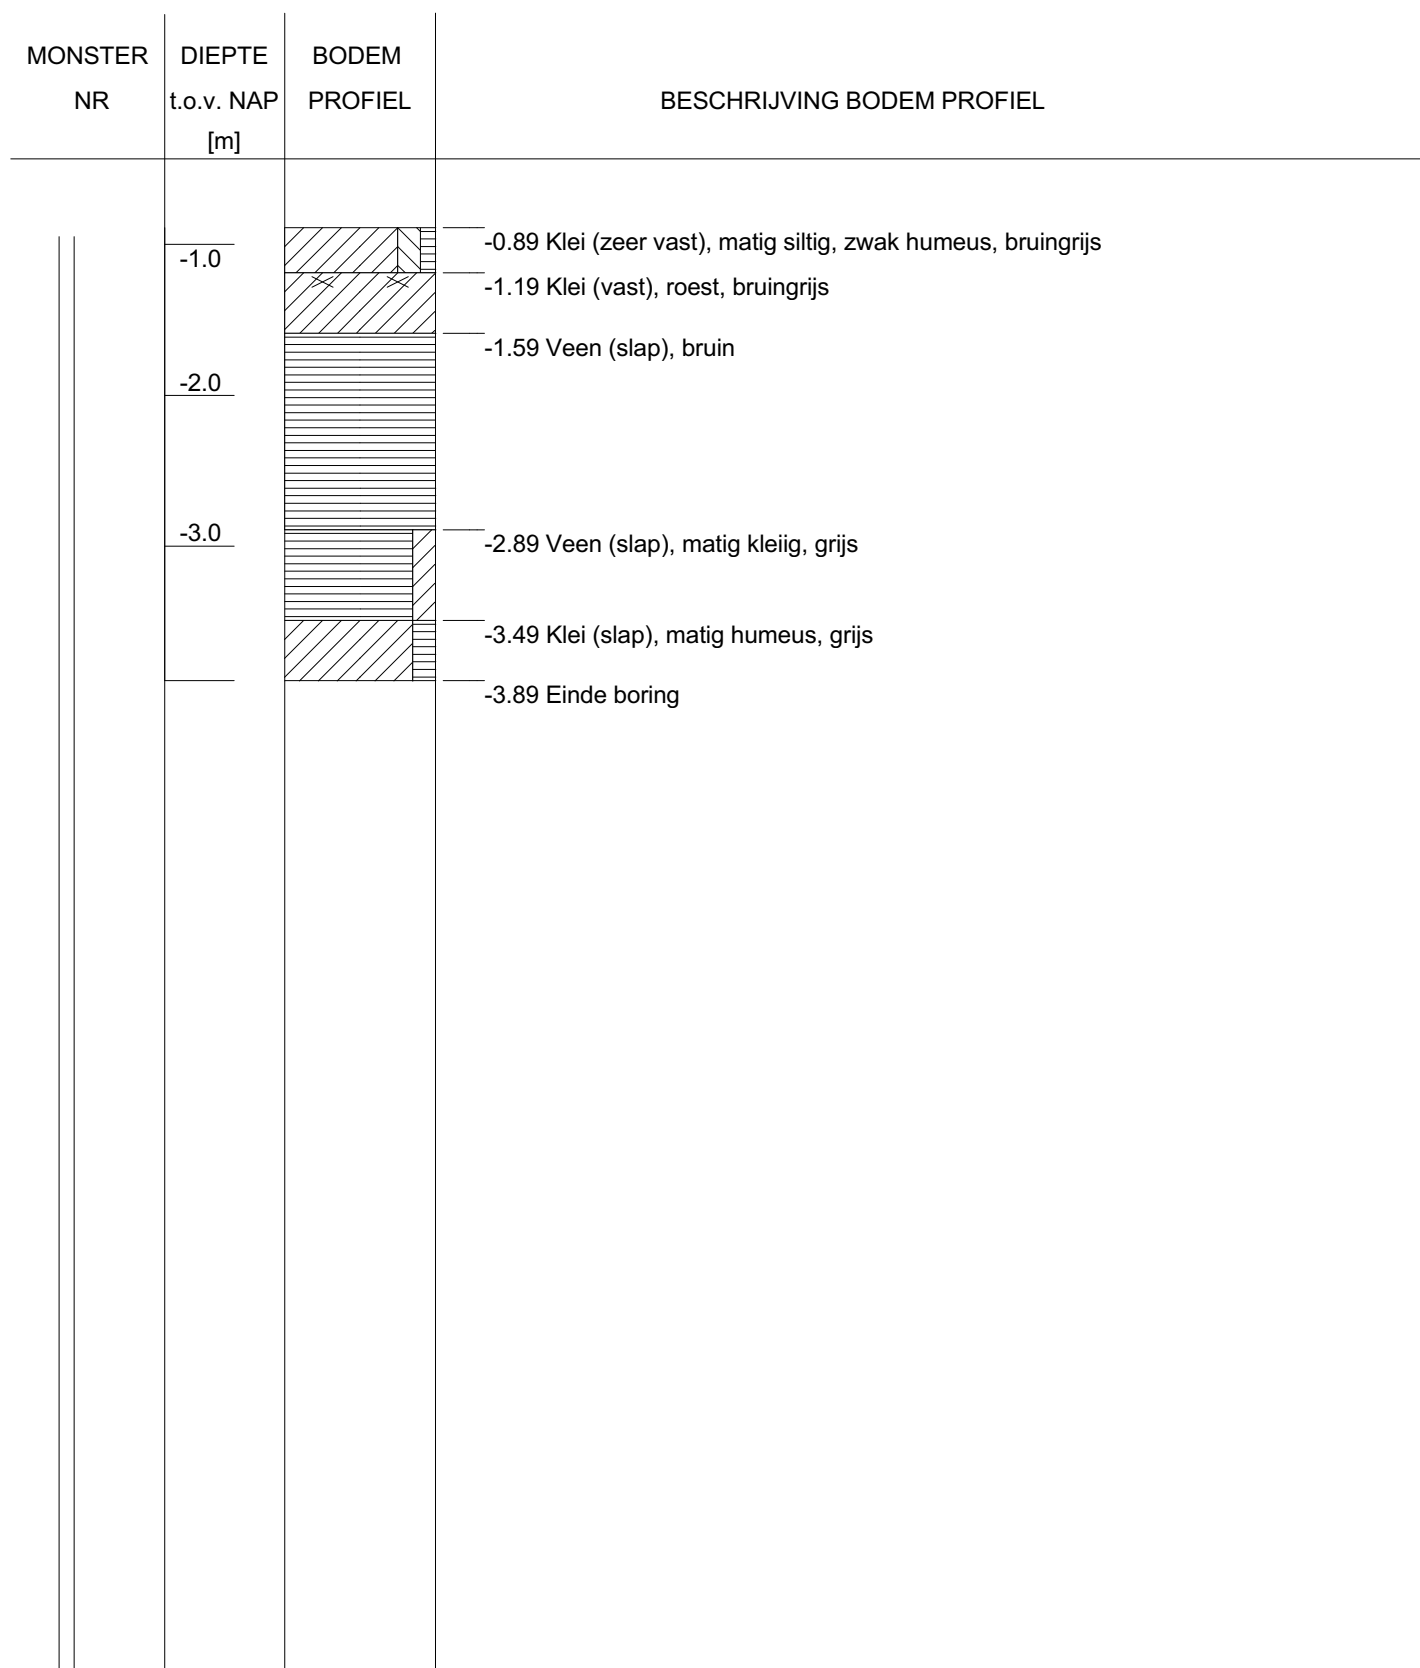 MONSTER DIEPTE BODEM
NR t.o.v. NAP PROFIEL BESCHRIJVING BODEM PROFIEL
[m]
-0.89 Klei (zeer vast), matig siltig, zwak humeus, bruingrijs
-1.0
-1.19 Klei (vast), roest, bruingrijs
-1.59 Veen (slap), bruin
-2.0
-3.0
-2.89 Veen (slap), matig kleiig, grijs
-3.49 Klei (slap), matig humeus, grijs
-3.89 Einde boring